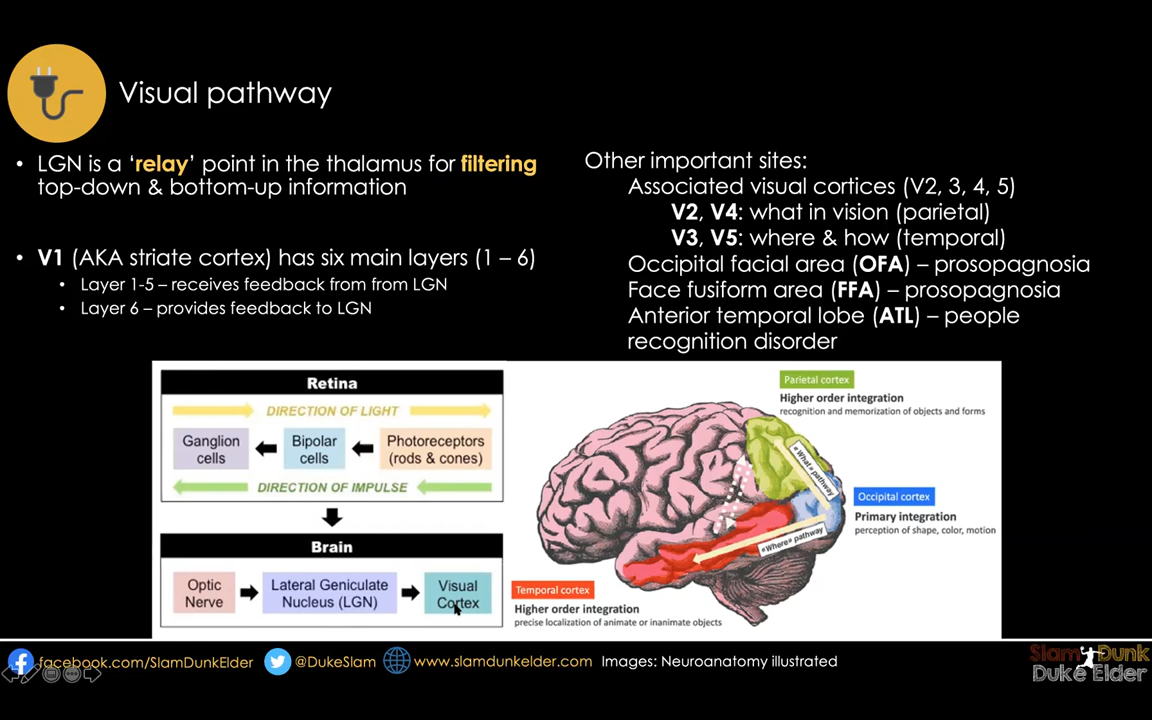 Visual pathway
• LGN is a ‘relay’ point in the thalamus for filtering
top-down & bottom-up information
• V1 (AKA striate cortex) has six main layers (1 – 6)
• Layer 1-5 – receives feedback from from LGN
• Layer 6 – provides feedback to LGN
Other important sites:
Associated visual cortices (V2, 3, 4, 5)
V2, V4: what in vision (parietal)
V3, V5: where & how (temporal)
Occipital facial area (OFA) – prosopagnosia
Face fusiform area (FFA) – prosopagnosia
Anterior temporal lobe (ATL) – people
recognition disorder
Retina
DIRECTION OF LIGHT
Ganglion
cells
Bipolar
cells
Photoreceptors
(rods & cones)
DIRECTION OF IMPULSE
Brain
Optic
Nerve
Lateral Geniculate
Nucleus (LGN)
Visual
Cortex
Parietal cortex
Higher order integration
recognition and memorization of objects and forms
«What» pathway
Occipital cortex
Primary integration
perception of shape, color, motion
«Where» pathway
Temporal cortex
Higher order integration
precise localization of animate or inanimate objects
facebook.com/SlamDunkElder
@DukeSlam
www.slamdunkelder.com
Images: Neuroanatomy illustrated
Slam Dunk
Duke Elder